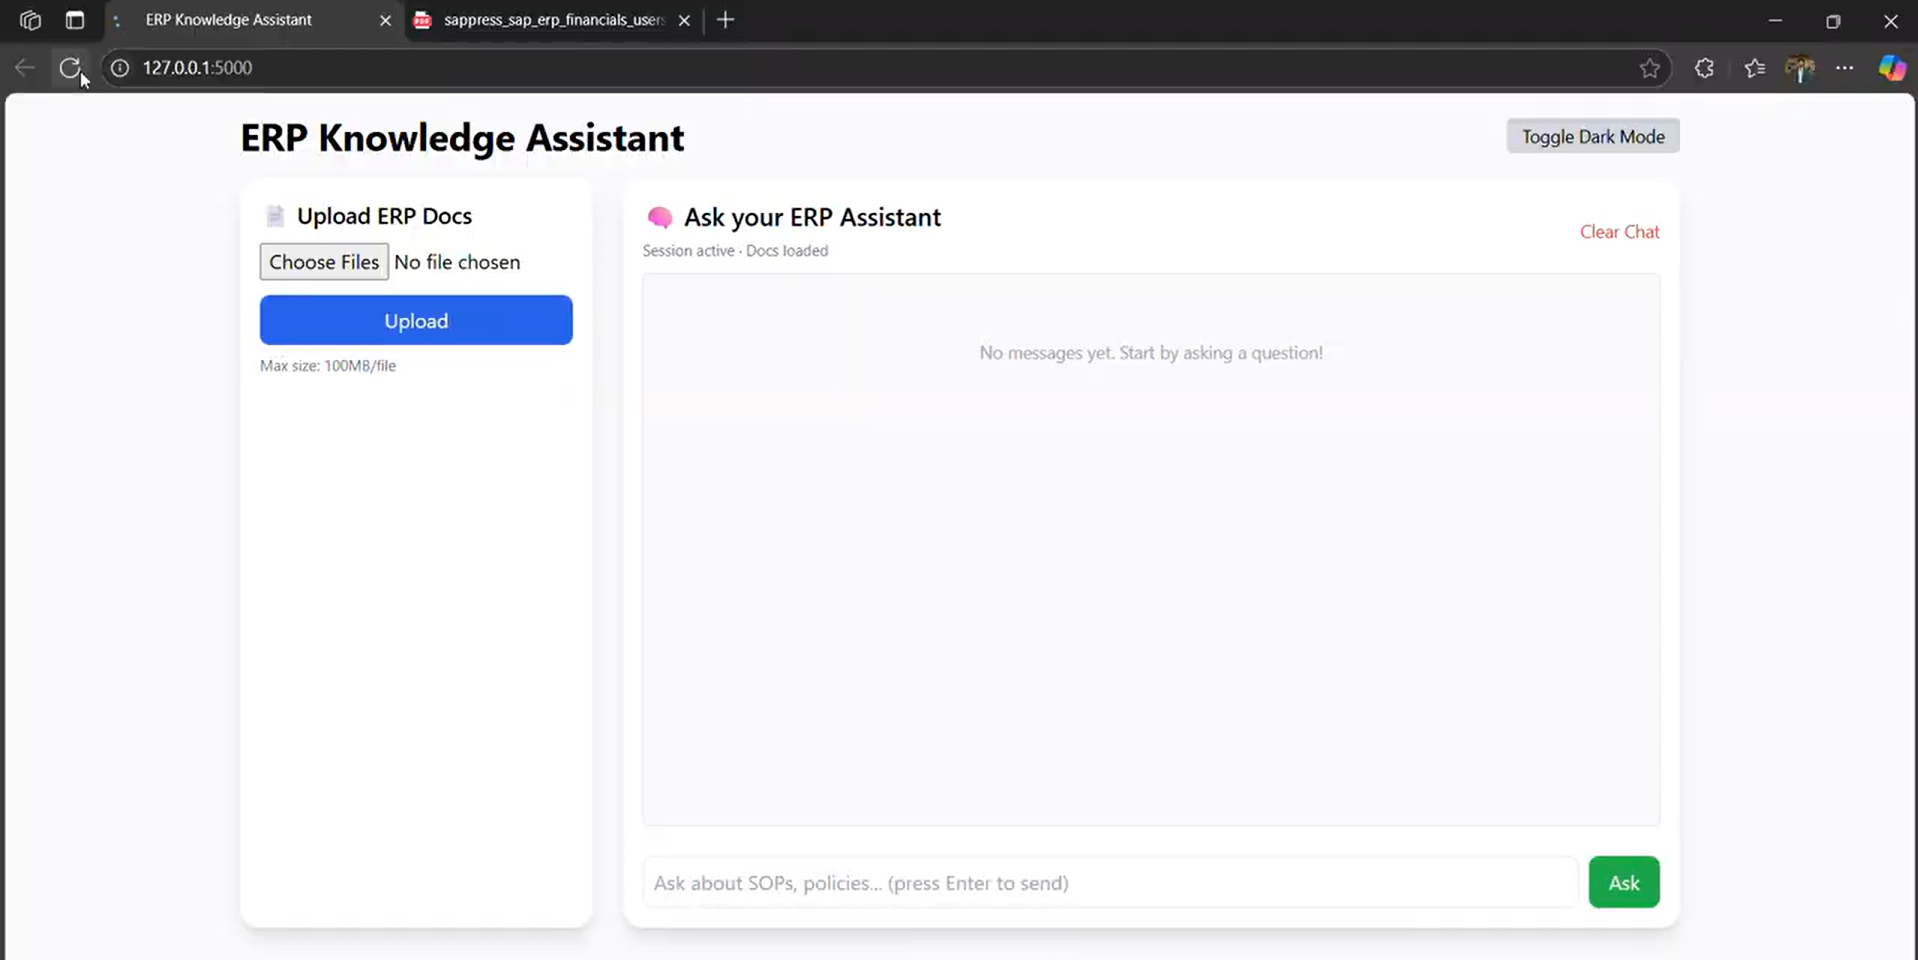 ERP Knowledge Assistant
sappress_sap_erp_financials_users
127.0.0.1:5000
ERP Knowledge Assistant
Toggle Dark Mode
Upload ERP Docs
Choose Files No file chosen
Upload
Max size: 100MB/file
Ask your ERP Assistant
Clear Chat
Session active · Docs loaded
No messages yet. Start by asking a question!
Ask about SOPs, policies... (press Enter to send)
Ask